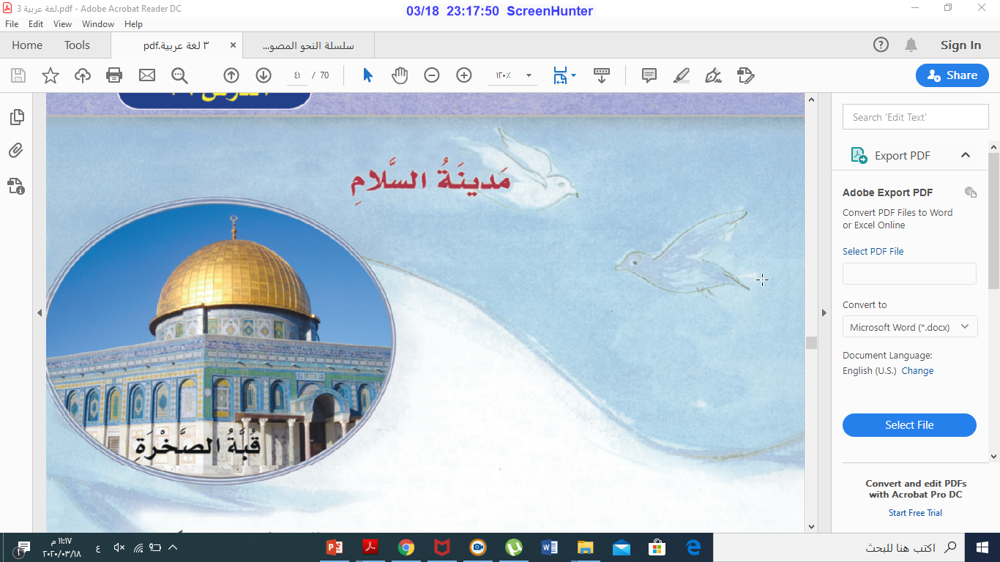 3 لغة عربية.pdf - Adobe Acrobat Reader DC
03/18 23:17:50 ScreenHunter
File Edit View Window Help
Home Tools
٣ لغة عربية.pdf ×
سلسلة النحو المصو...
Sign In
٤١ / 70
١٢٠٪
Share
مَدينَةُ السَّلامِ
قُبَّةُ الصَّخْرَةِ
Search 'Edit Text'
Export PDF
Adobe Export PDF
Convert PDF Files to Word
or Excel Online
Select PDF File
Convert to
Microsoft Word (*.docx)
Document Language:
English (U.S.) Change
Select File
Convert and edit PDFs
with Acrobat Pro DC
Start Free Trial
١١:١٧ م
٢٠٢٠/٠٣/١٨
ع
اكتب هنا للبحث